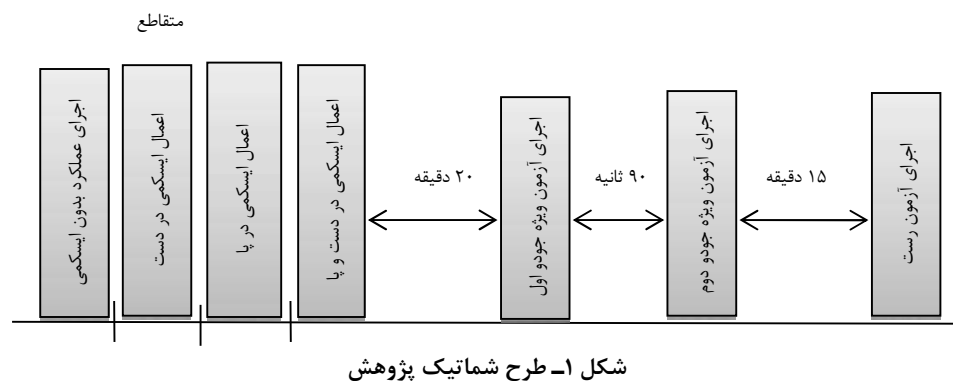 متقاطع
اجرای عملکرد بدون ایسکمی
اعمال ایسکمی در دست
اعمال ایسکمی در پا
اعمال ایسکمی در دست و پا
۲۰ دقیقه
اجرای آزمون ویژه جودو اول
۹۰ ثانیه
اجرای آزمون ویژه جودو دوم
۱۵ دقیقه
اجرای آزمون رست
شکل ۱ـ طرح شماتیک پژوهش